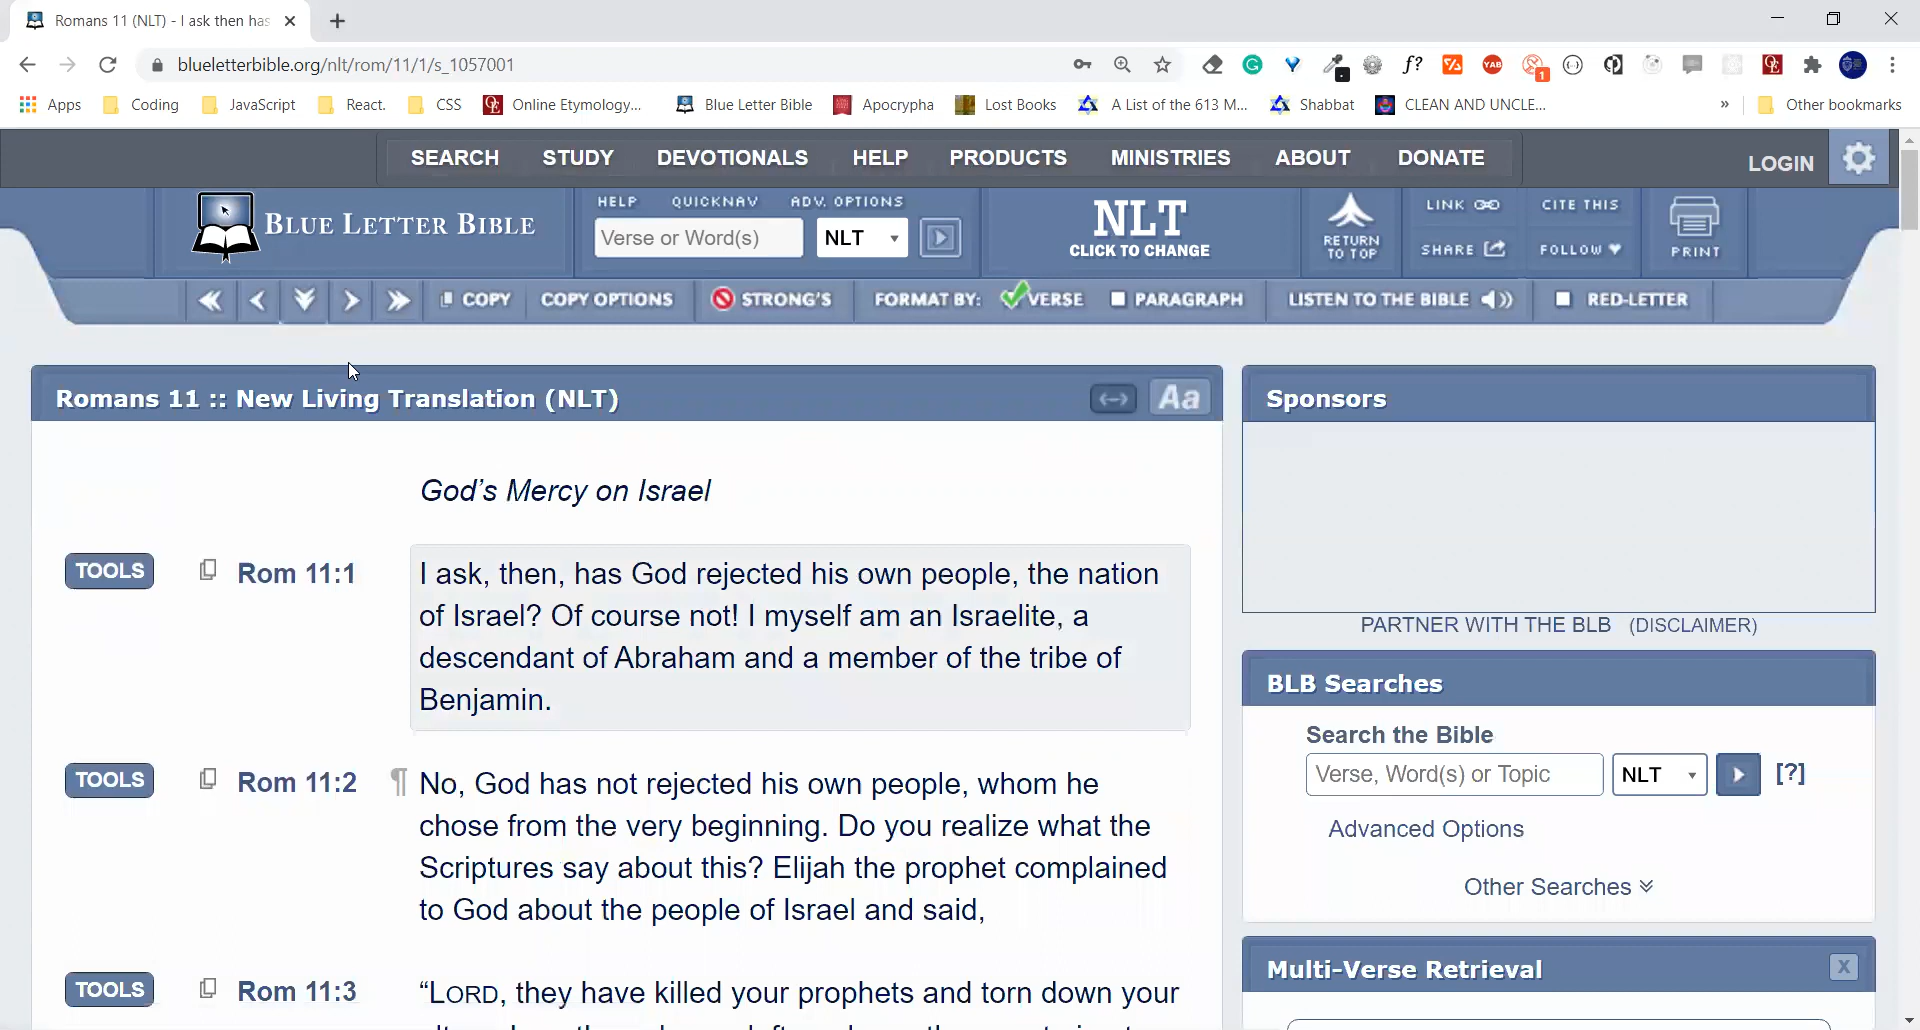 Romans 11 (NLT) - I ask then has
blueletterbible.org/nlt/rom/11/1/s_1057001
f? YAB 1
Apps Coding JavaScript React. CSS Online Etymology... Blue Letter Bible Apocrypha Lost Books A List of the 613 M... Shabbat CLEAN AND UNCLE... » Other bookmarks
SEARCH STUDY DEVOTIONALS HELP PRODUCTS MINISTRIES ABOUT DONATE LOGIN
BLUE LETTER BIBLE
HELP QUICKNAV ADV. OPTIONS
Verse or Word(s) NLT
NLT
CLICK TO CHANGE
RETURN
TO TOP
LINK CITE THIS
SHARE FOLLOW
PRINT
COPY COPY OPTIONS STRONG'S FORMAT BY: VERSE PARAGRAPH LISTEN TO THE BIBLE RED-LETTER
Romans 11 :: New Living Translation (NLT) Aa
God's Mercy on Israel
TOOLS Rom 11:1 I ask, then, has God rejected his own people, the nation
of Israel? Of course not! I myself am an Israelite, a
descendant of Abraham and a member of the tribe of
Benjamin.
TOOLS Rom 11:2 ¶ No, God has not rejected his own people, whom he
chose from the very beginning. Do you realize what the
Scriptures say about this? Elijah the prophet complained
to God about the people of Israel and said,
TOOLS Rom 11:3 “LORD, they have killed your prophets and torn down your
Sponsors
PARTNER WITH THE BLB (DISCLAIMER)
BLB Searches
Search the Bible
Verse, Word(s) or Topic NLT [?]
Advanced Options
Other Searches
Multi-Verse Retrieval X